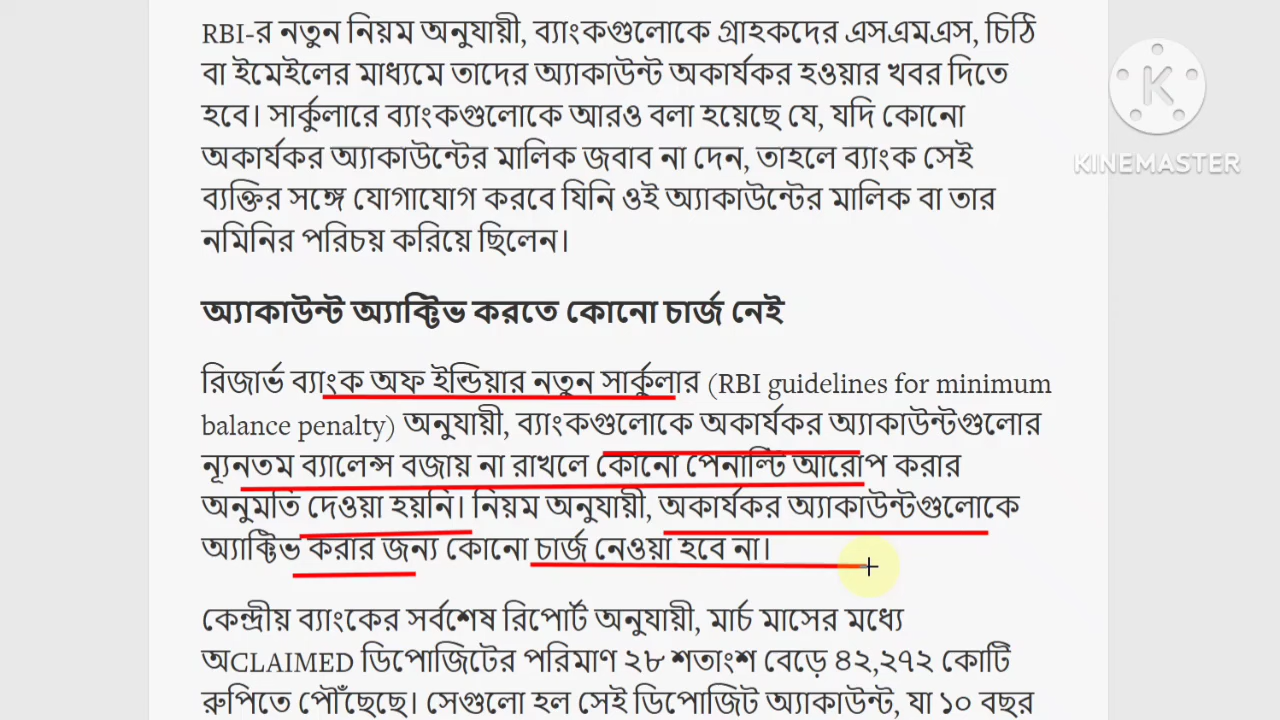 RBI-র নতুন নিয়ম অনুযায়ী, ব্যাংকগুলোকে গ্রাহকদের এসএমএস, চিঠি
বা ইমেইলের মাধ্যমে তাদের অ্যাকাউন্ট অকার্যকর হওয়ার খবর দিতে
হবে। সার্কুলারে ব্যাংকগুলোকে আরও বলা হয়েছে যে, যদি কোনো
অকার্যকর অ্যাকাউন্টের মালিক জবাব না দেন, তাহলে ব্যাংক সেই
ব্যক্তির সঙ্গে যোগাযোগ করবে যিনি ওই অ্যাকাউন্টের মালিক বা তার
নমিনির পরিচয় করিয়ে ছিলেন।
KINEMASTER
অ্যাকাউন্ট অ্যাক্টিভ করতে কোনো চার্জ নেই
রিজার্ভ ব্যাংক অফ ইন্ডিয়ার নতুন সার্কুলার (RBI guidelines for minimum
balance penalty) অনুযায়ী, ব্যাংকগুলোকে অকার্যকর অ্যাকাউন্টগুলোর
ন্যূনতম ব্যালেন্স বজায় না রাখলে কোনো পেনাল্টি আরোপ করার
অনুমতি দেওয়া হয়নি। নিয়ম অনুযায়ী, অকার্যকর অ্যাকাউন্টগুলোকে
অ্যাক্টিভ করার জন্য কোনো চার্জ নেওয়া হবে না।
কেন্দ্রীয় ব্যাংকের সর্বশেষ রিপোর্ট অনুযায়ী, মার্চ মাসের মধ্যে
অCLAIMED ডিপোজিটের পরিমাণ ২৮ শতাংশ বেড়ে ৪২,২৭২ কোটি
রুপিতে পৌঁছেছে। সেগুলো হল সেই ডিপোজিট অ্যাকাউন্ট, যা ১০ বছর